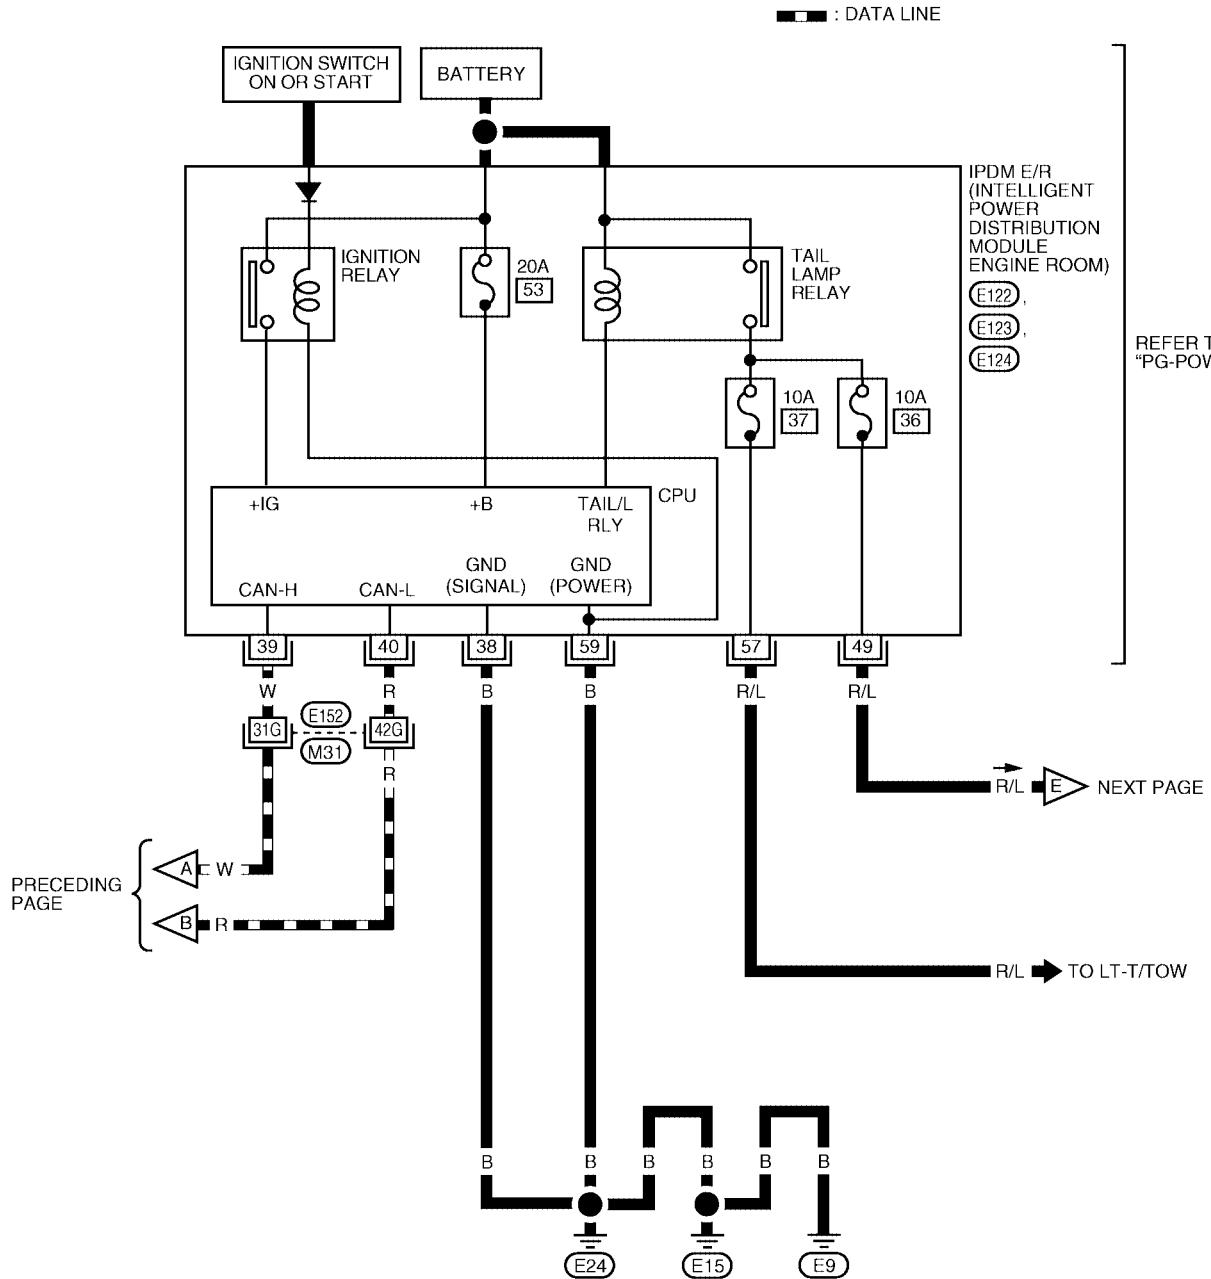 : DATA LINE
IGNITION SWITCH
ON OR START
BATTERY
IPDM E/R
(INTELLIGENT
POWER
DISTRIBUTION
MODULE
ENGINE ROOM)
E122 ,
E123 ,
E124
REFER T
“PG-POW
IGNITION
RELAY
20A
53
TAIL
LAMP
RELAY
10A
37
10A
36
CPU
+IG
+B
TAIL/L
RLY
GND
(SIGNAL)
GND
(POWER)
CAN-H
CAN-L
39
40
38
59
57
49
W
R
B
B
R/L
R/L
31G
E152
M31
42G
R
R/L
E
NEXT PAGE
PRECEDING
PAGE
A
W
B
R
R/L
TO LT-T/TOW
B
B
B
B
B
B
E24
E15
E9